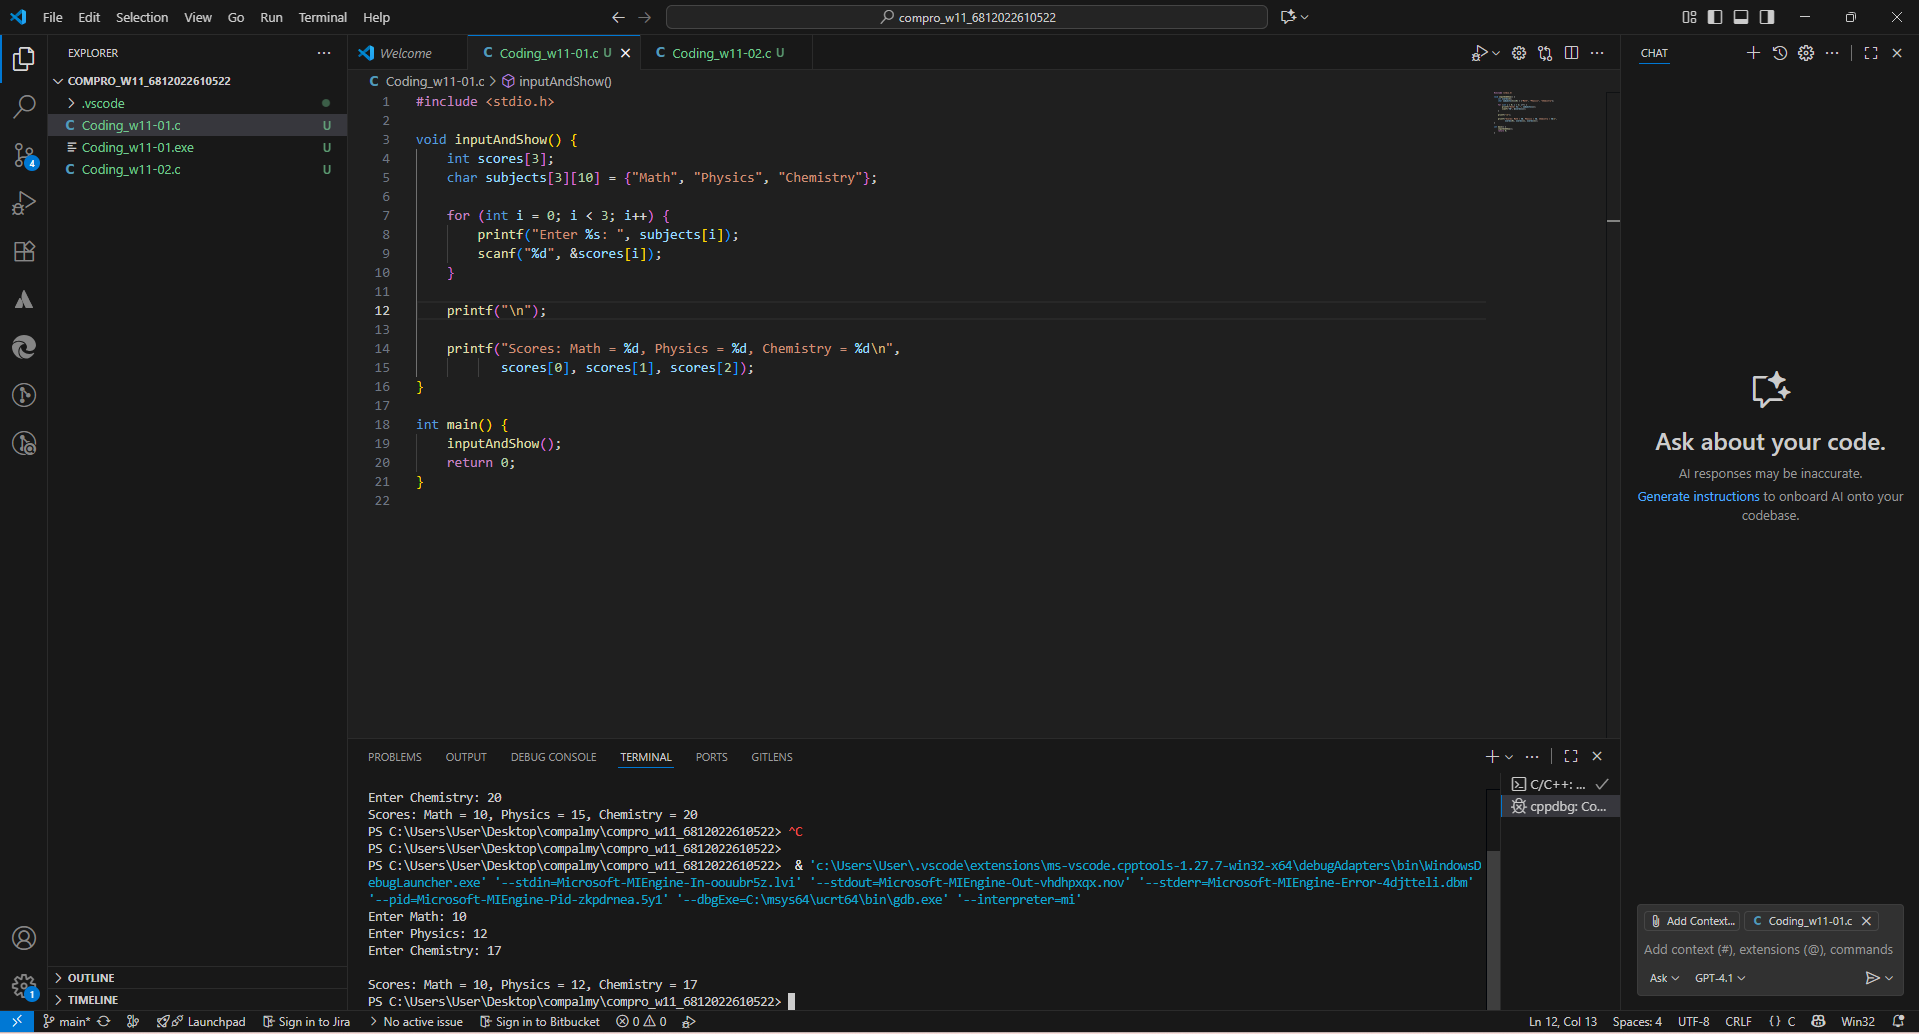 File Edit Selection View Go Run Terminal Help
compro_w11_6812022610522
EXPLORER
COMPRO_W11_6812022610522
.vscode
C Coding_w11-01.c U
Coding_w11-01.exe U
C Coding_w11-02.c U
4
1
OUTLINE
TIMELINE
Welcome
C Coding_w11-01.c U
C Coding_w11-02.c U
C Coding_w11-01.c > inputAndShow()
1 #include <stdio.h>
2
3 void inputAndShow() {
4 int scores[3];
5 char subjects[3][10] = {"Math", "Physics", "Chemistry"};
6
7 for (int i = 0; i < 3; i++) {
8 printf("Enter %s: ", subjects[i]);
9 scanf("%d", &scores[i]);
10 }
11
12 printf("\n");
13
14 printf("Scores: Math = %d, Physics = %d, Chemistry = %d\n",
15 scores[0], scores[1], scores[2]);
16 }
17
18 int main() {
19 inputAndShow();
20 return 0;
21 }
22
PROBLEMS OUTPUT DEBUG CONSOLE TERMINAL PORTS GITLENS
Enter Chemistry: 20
Scores: Math = 10, Physics = 15, Chemistry = 20
PS C:\Users\User\Desktop\compalmy\compro_w11_6812022610522> ^C
PS C:\Users\User\Desktop\compalmy\compro_w11_6812022610522>
PS C:\Users\User\Desktop\compalmy\compro_w11_6812022610522>  & 'c:\Users\User\.vscode\extensions\ms-vscode.cpptools-1.27.7-win32-x64\debugAdapters\bin\WindowsD
ebugLauncher.exe' '--stdin=Microsoft-MIEngine-In-oouubr5z.lvi' '--stdout=Microsoft-MIEngine-Out-vhdhpxqx.nov' '--stderr=Microsoft-MIEngine-Error-4djtteli.dbm'
'--pid=Microsoft-MIEngine-Pid-zkpdrnea.5y1' '--dbgExe=C:\msys64\ucrt64\bin\gdb.exe' '--interpreter=mi'
Enter Math: 10
Enter Physics: 12
Enter Chemistry: 17

Scores: Math = 10, Physics = 12, Chemistry = 17
PS C:\Users\User\Desktop\compalmy\compro_w11_6812022610522>
C/C++: ...
cppdbg: Co...
CHAT
Ask about your code.
AI responses may be inaccurate.
Generate instructions to onboard AI onto your
codebase.
Add Context... C Coding_w11-01.c
Add context (#), extensions (@), commands
Ask GPT-4.1
main* Launchpad Sign in to Jira No active issue Sign in to Bitbucket 0 0 Ln 12, Col 13 Spaces: 4 UTF-8 CRLF {} C Win32